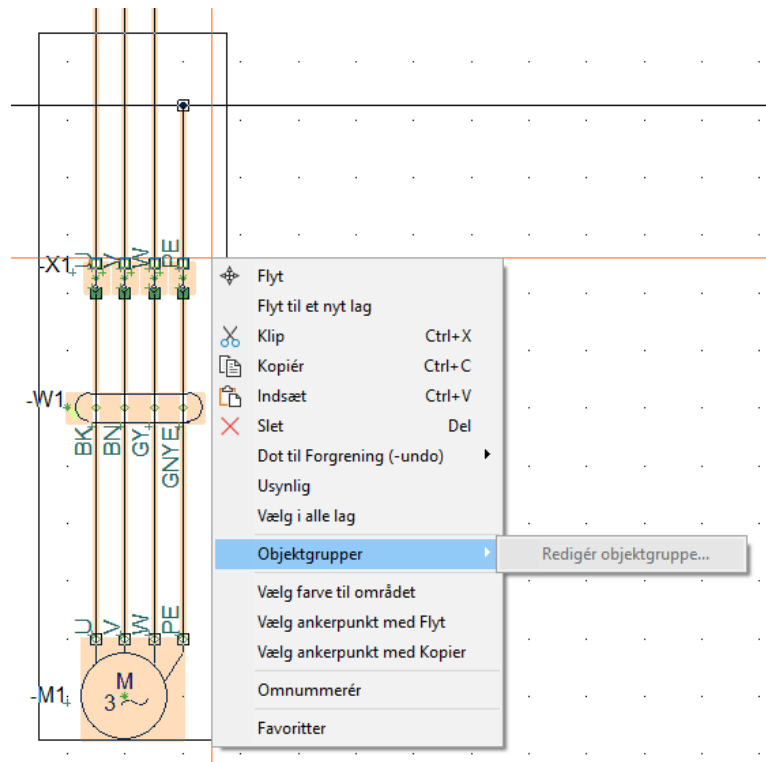 -X1
U
V
W
PE
Flyt
Flyt til et nyt lag
Klip Ctrl+X
Kopiér Ctrl+C
Indsæt Ctrl+V
Slet Del
Dot til Forgrening (-undo)
Usynlig
Vælg i alle lag
Objektgrupper
Redigér objektgruppe...
Vælg farve til området
Vælg ankerpunkt med Flyt
Vælg ankerpunkt med Kopier
Omnummerér
Favoritter
-W1
BK
BN
GY
GNYE
U
V
W
PE
-M1
M
3~